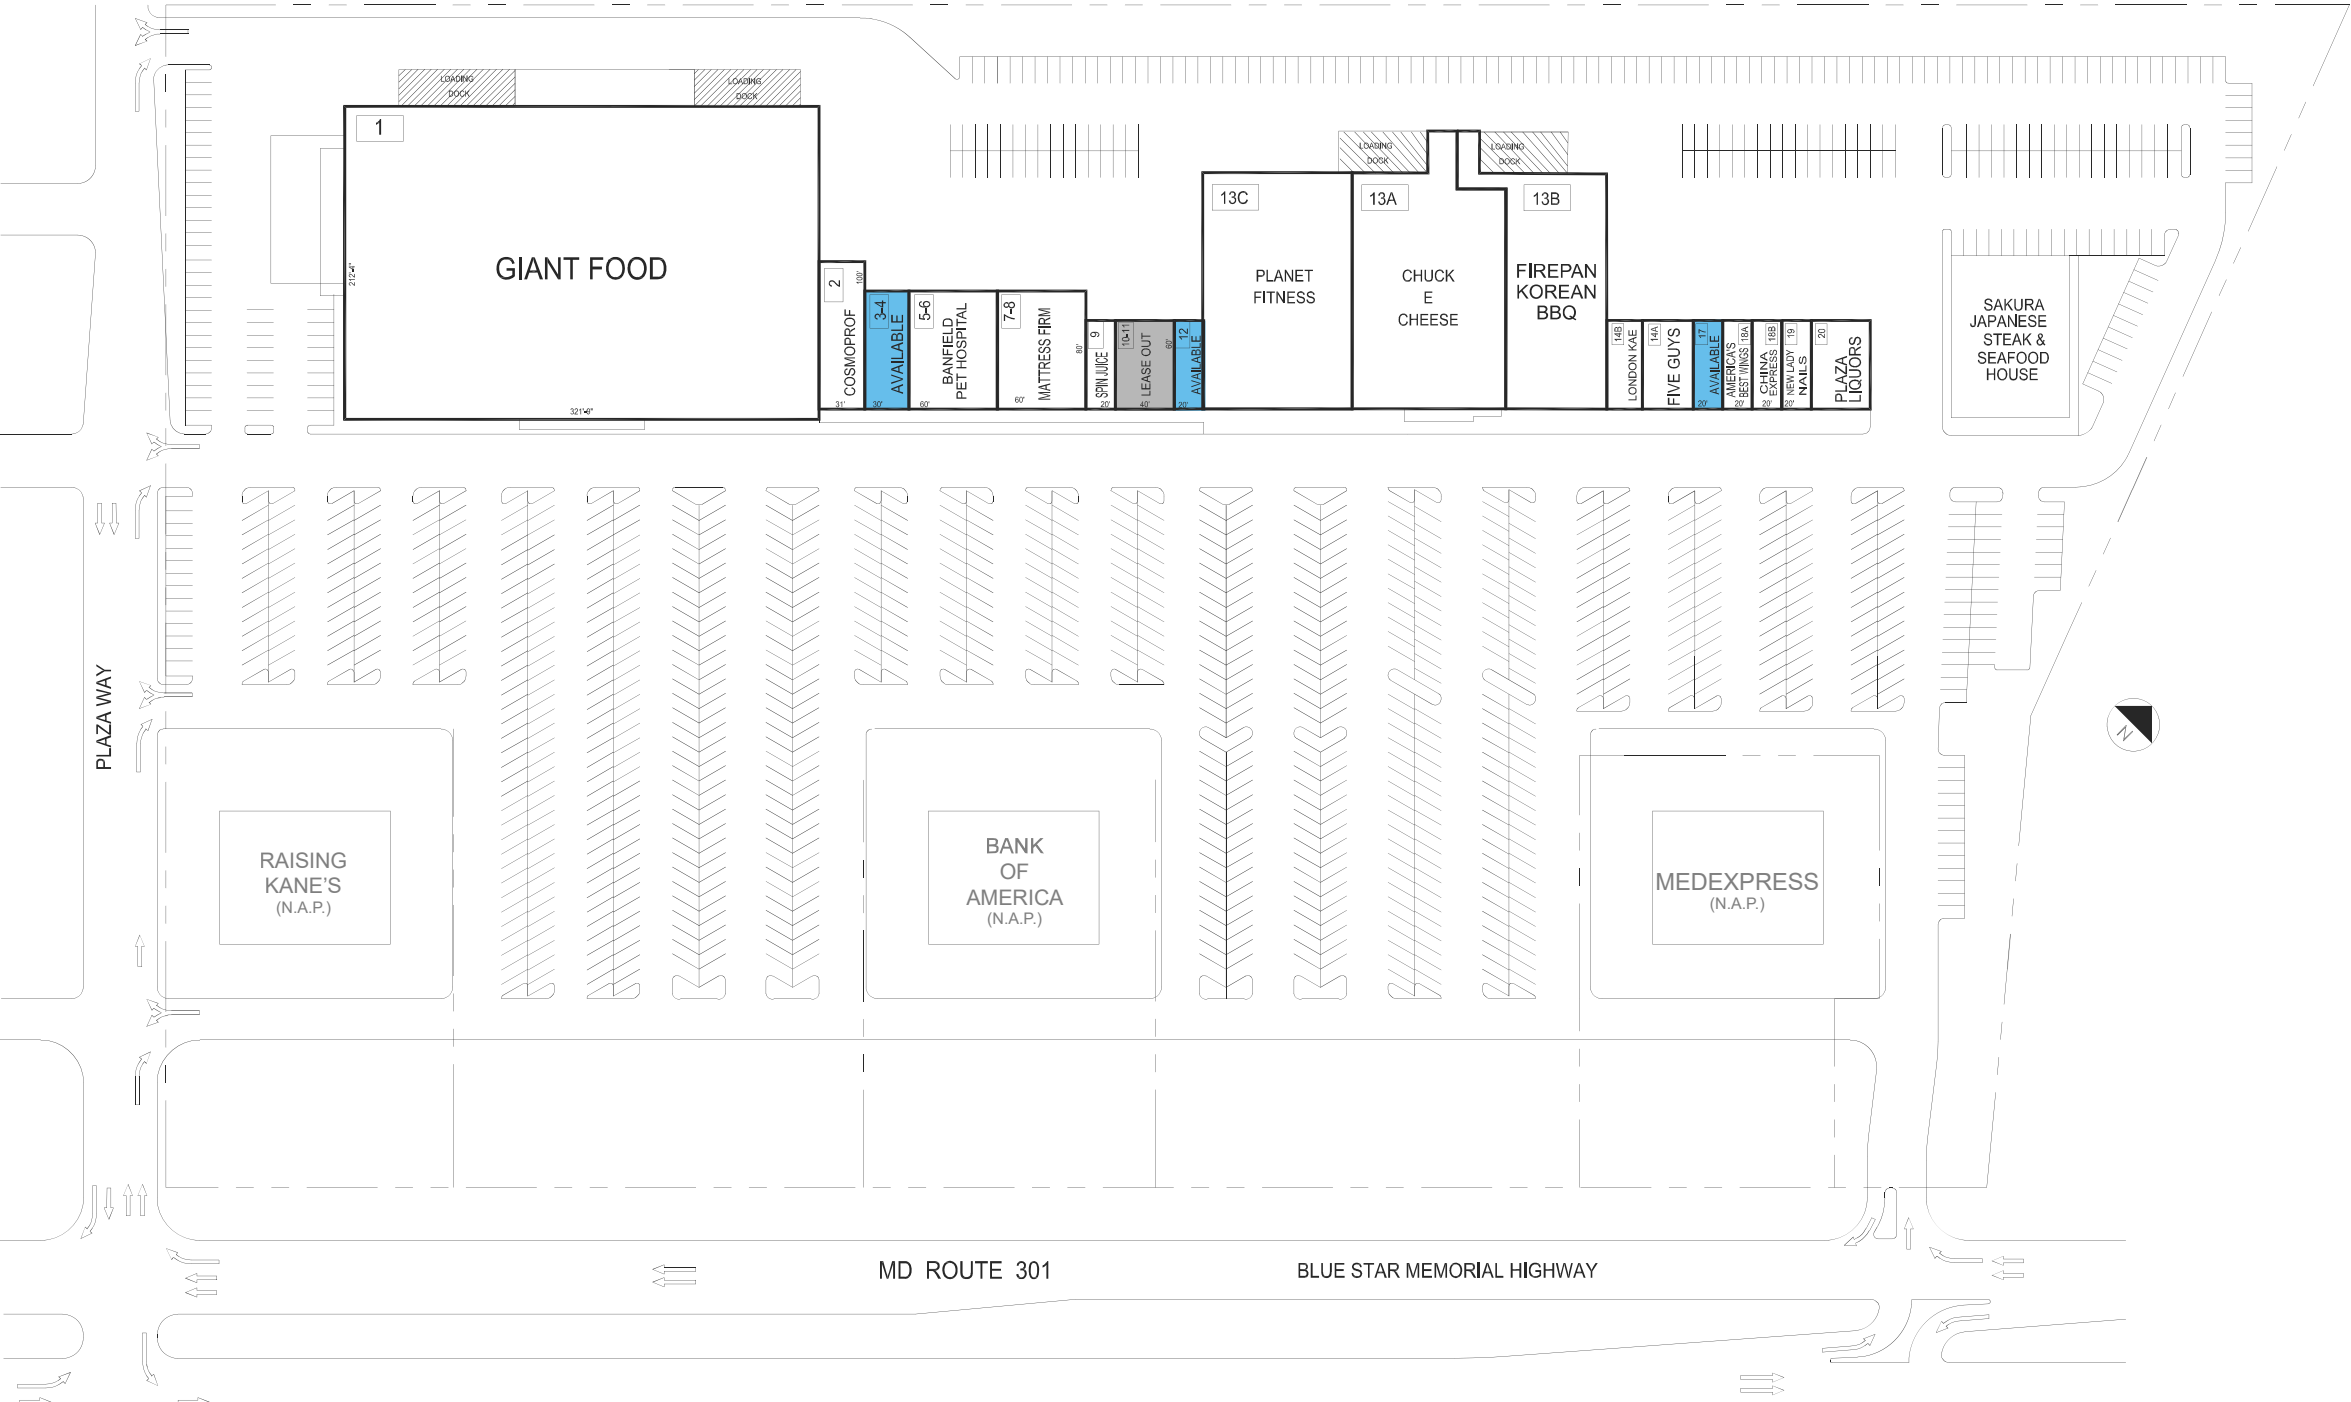 LOADING
DOCK
LOADING
DOCK
1
GIANT FOOD
212'-4"
321'-9"
2
100'
COSMOPROF
31'
3-4
AVAILABLE
30'
5-6
BANFIELD
PET HOSPITAL
60'
7-8
MATTRESS FIRM
60'
80'
9
SPIN JUICE
20'
10-11
LEASE OUT
40'
60'
12
AVAILABLE
20'
13C
PLANET
FITNESS
LOADING
DOCK
13A
CHUCK
E
CHEESE
LOADING
DOCK
13B
FIREPAN
KOREAN
BBQ
14B
LONDON KAE
14A
FIVE GUYS
17
AVAILABLE
20'
18A
AMERICA'S
BEST WINGS
20'
18B
CHINA
EXPRESS
20'
19
NEW LADY
NAILS
20'
20
PLAZA
LIQUORS
SAKURA
JAPANESE
STEAK &
SEAFOOD
HOUSE
PLAZA WAY
N
RAISING
KANE'S
(N.A.P.)
BANK
OF
AMERICA
(N.A.P.)
MEDEXPRESS
(N.A.P.)
MD ROUTE 301
BLUE STAR MEMORIAL HIGHWAY